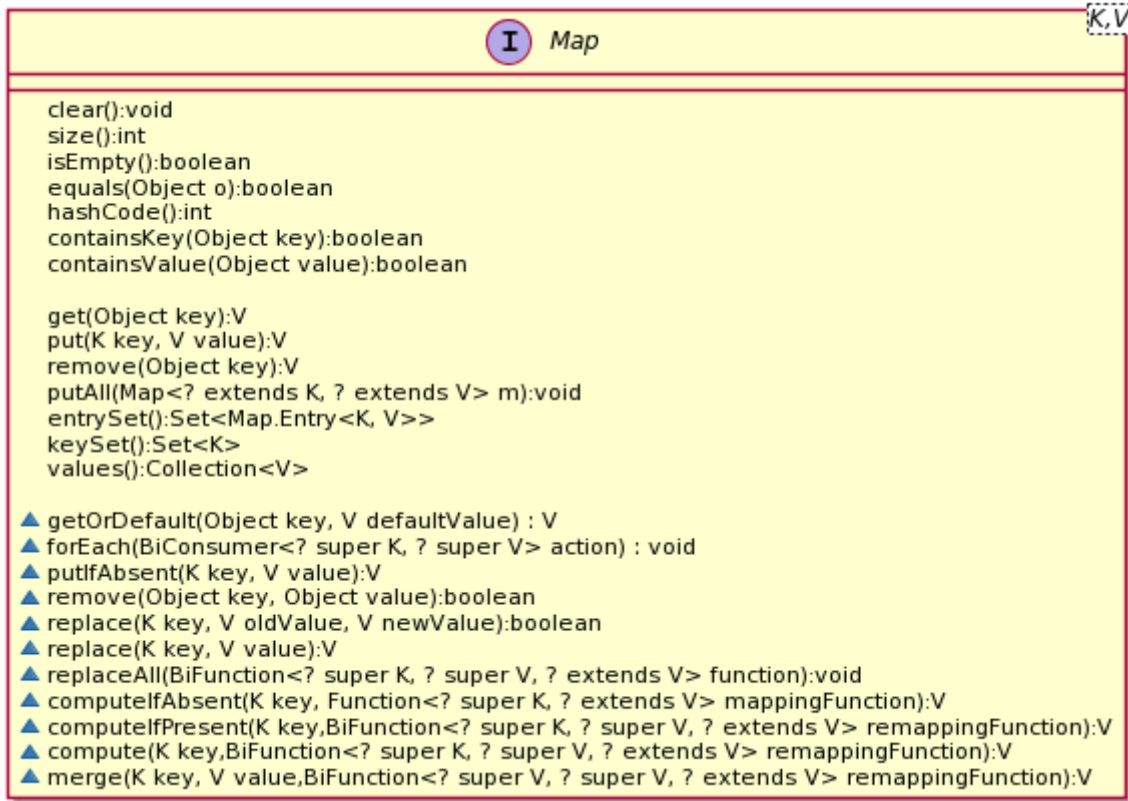 K,V
I Map
clear():void
size():int
isEmpty():boolean
equals(Object o):boolean
hashCode():int
containsKey(Object key):boolean
containsValue(Object value):boolean
get(Object key):V
put(K key, V value):V
remove(Object key):V
putAll(Map<? extends K, ? extends V> m):void
entrySet():Set<Map.Entry<K, V>>
keySet():Set<K>
values():Collection<V>
getOrDefault(Object key, V defaultValue) : V
forEach(BiConsumer<? super K, ? super V> action) : void
putIfAbsent(K key, V value):V
remove(Object key, Object value):boolean
replace(K key, V oldValue, V newValue):boolean
replace(K key, V value):V
replaceAll(BiFunction<? super K, ? super V, ? extends V> function):void
computeIfAbsent(K key, Function<? super K, ? extends V> mappingFunction):V
computeIfPresent(K key,BiFunction<? super K, ? super V, ? extends V> remappingFunction):V
compute(K key,BiFunction<? super K, ? super V, ? extends V> remappingFunction):V
merge(K key, V value,BiFunction<? super V, ? super V, ? extends V> remappingFunction):V